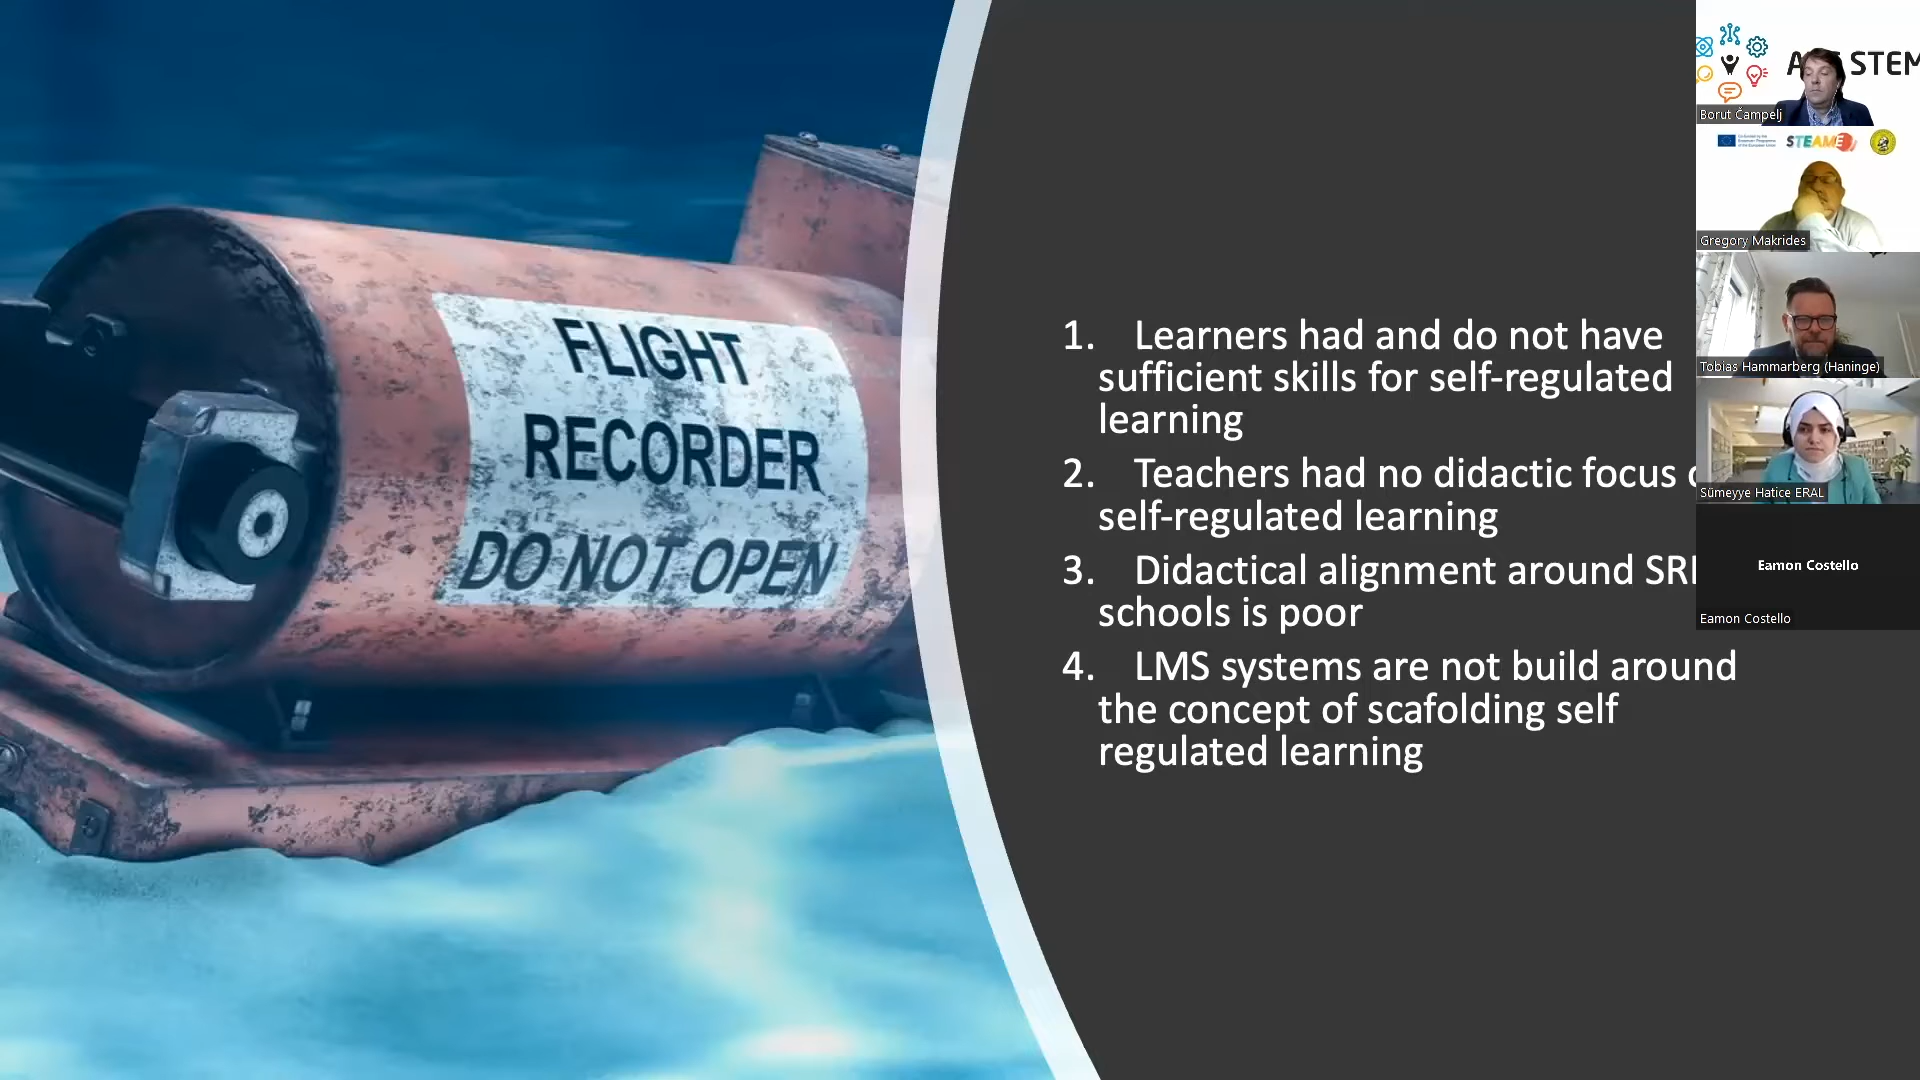 FLIGHT
RECORDER
DO NOT OPEN
1. Learners had and do not have
sufficient skills for self-regulated
learning
2. Teachers had no didactic focus
self-regulated learning
3. Didactical alignment around
schools is poor
4. LMS systems are not build around
the concept of scafolding self
regulated learning
STEM
Borut Čampelj
STEAME
Gregory Makrides
Tobias Hammarberg (Haninge)
Sümeyye Hatice ERAL
Eamon Costello
Eamon Costello